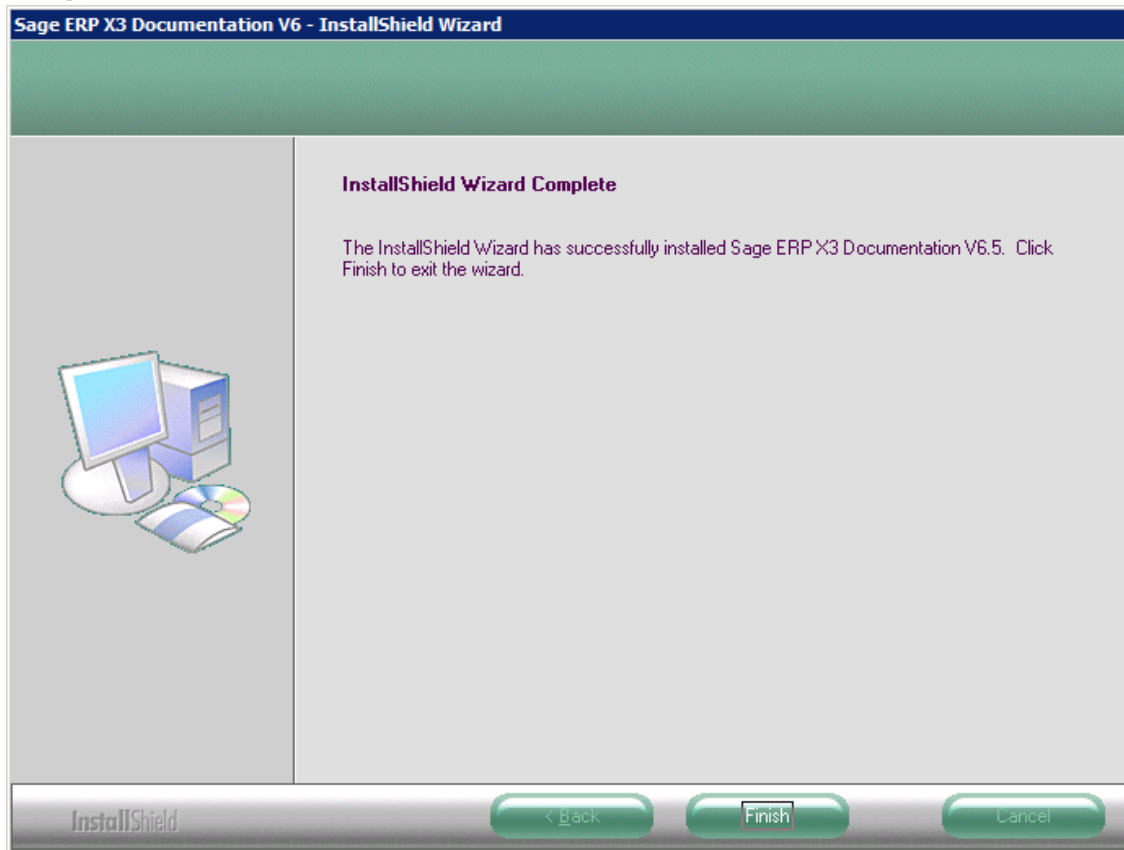 Sage ERP X3 Documentation V6 - InstallShield Wizard
InstallShield Wizard Complete
The InstallShield Wizard has successfully installed Sage ERP X3 Documentation V6.5. Click
Finish to exit the wizard.
InstallShield
< Back
Finish
Cancel